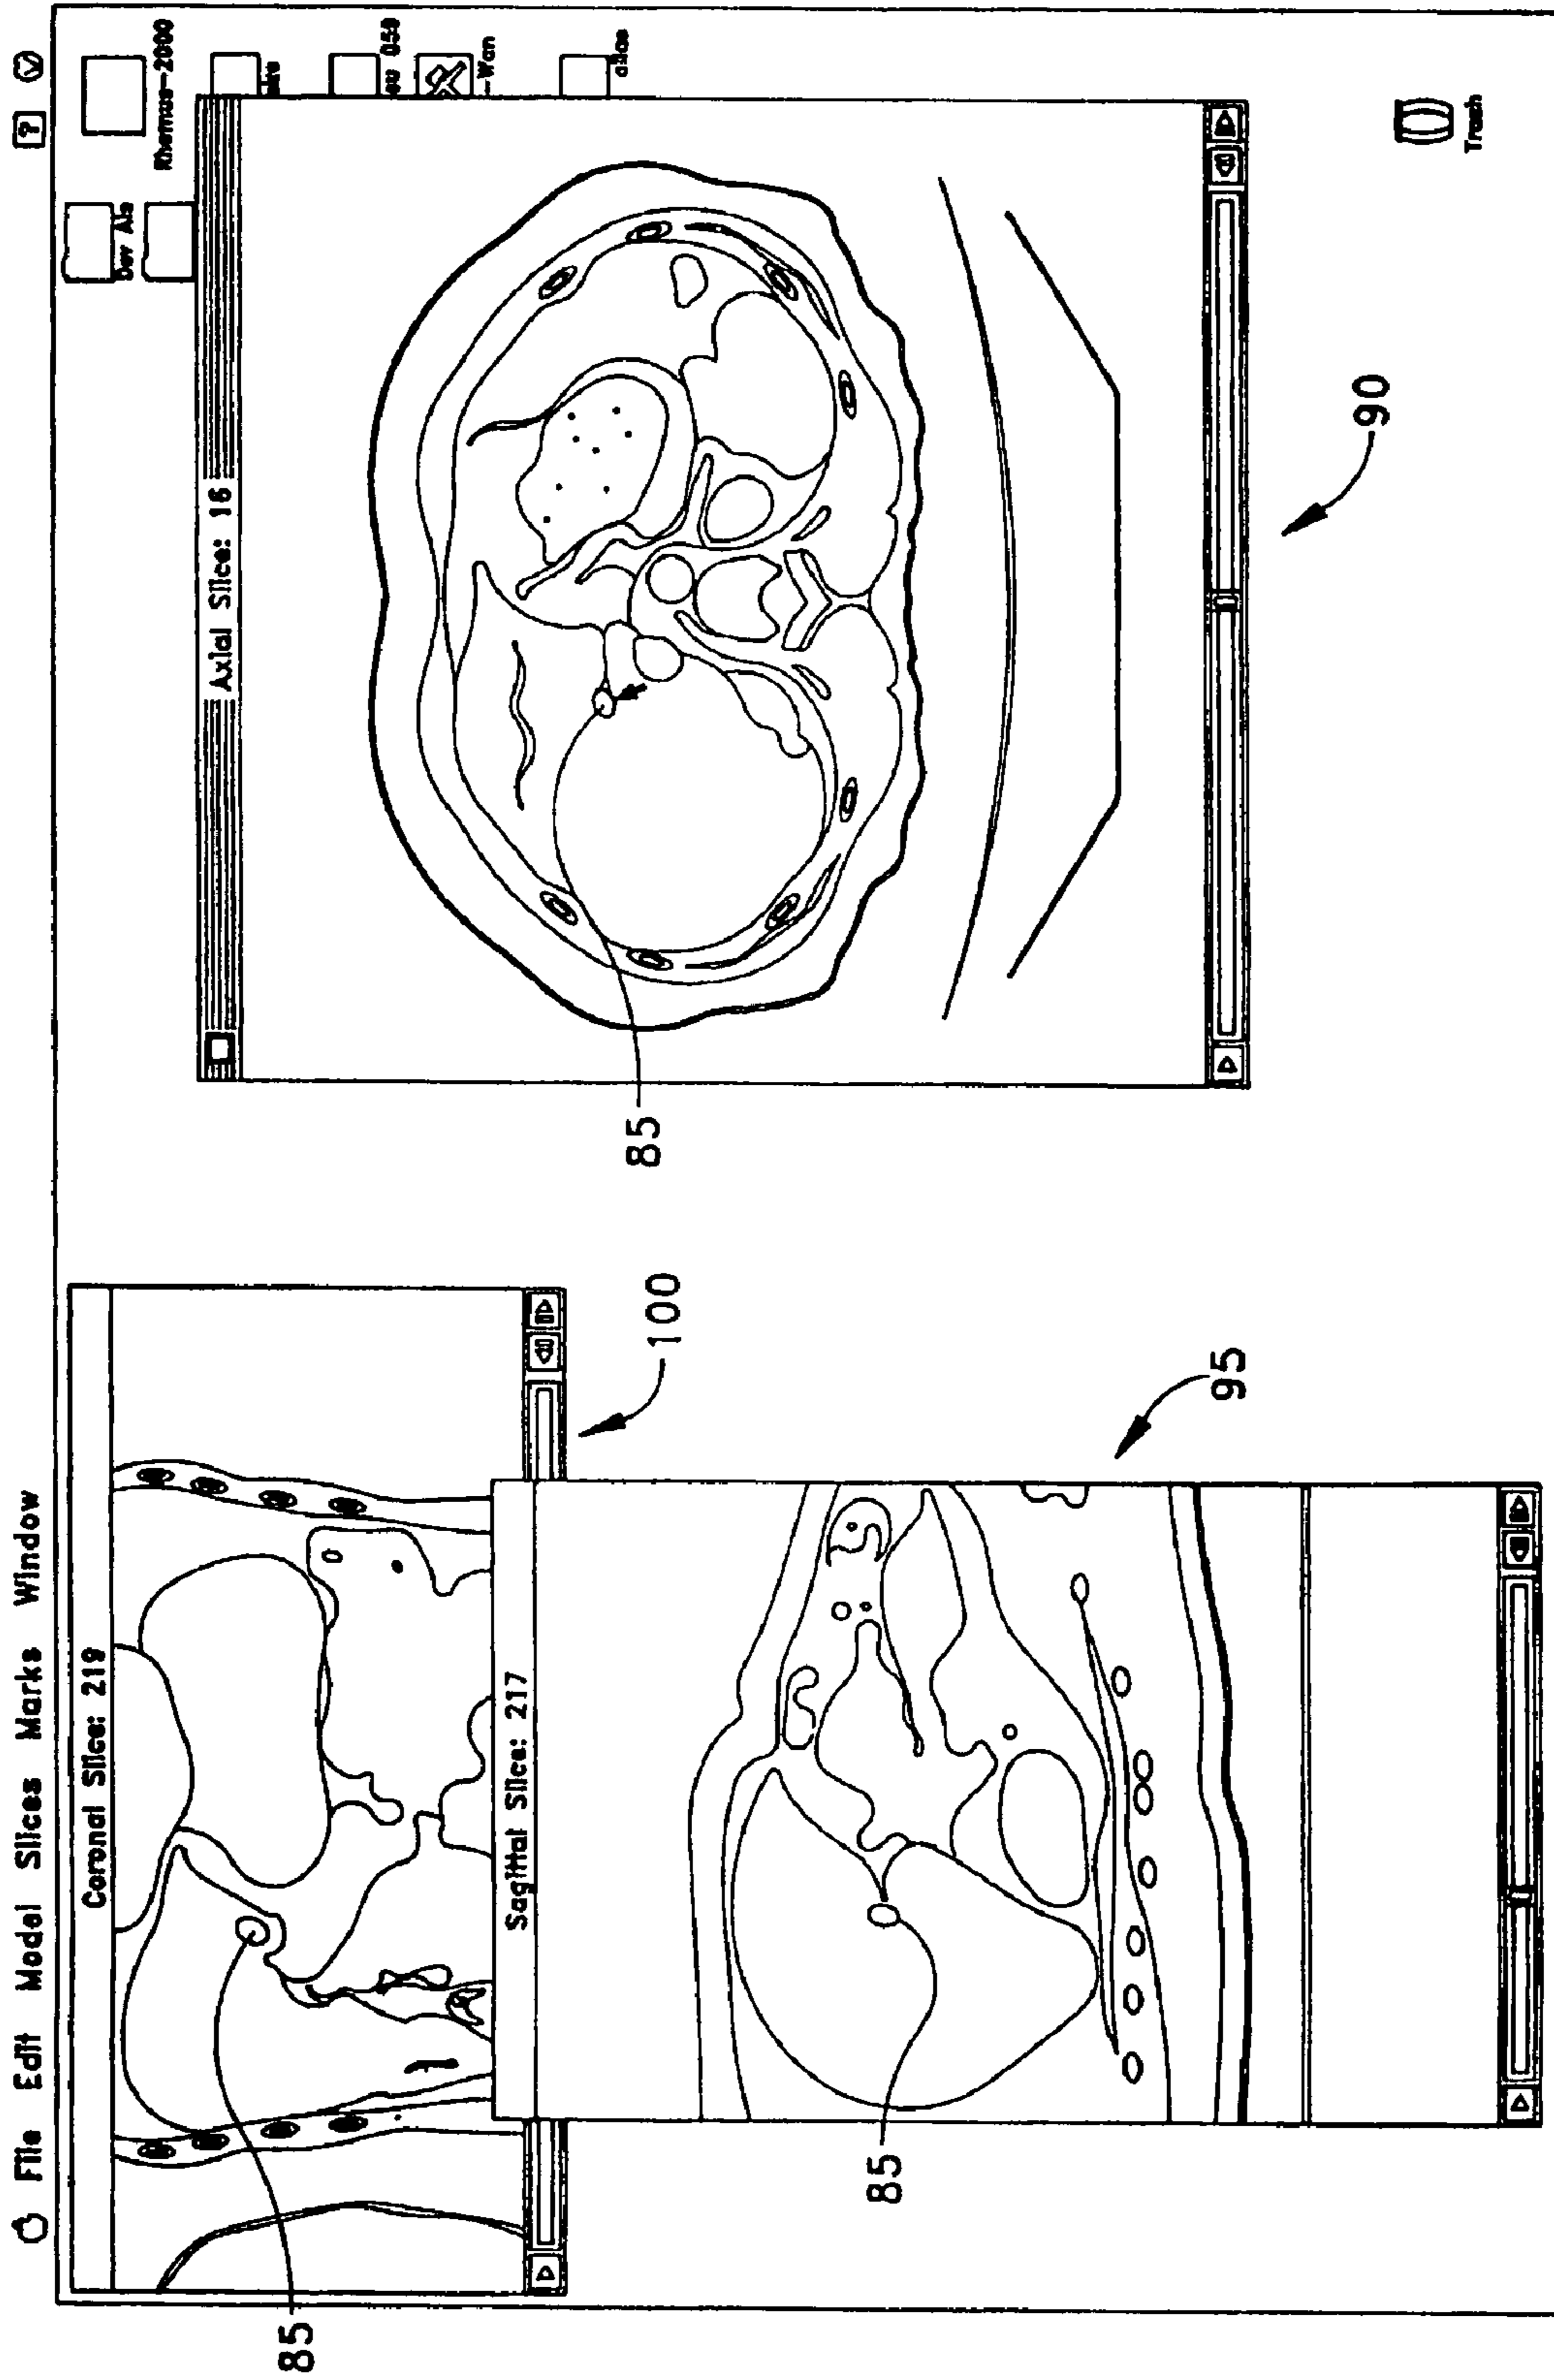 File Edit Model Slices Marks Window
Coronal Slice: 219
85
100
Sagittal Slice: 217
85
95
Axial Slice: 16
85
90
Trash